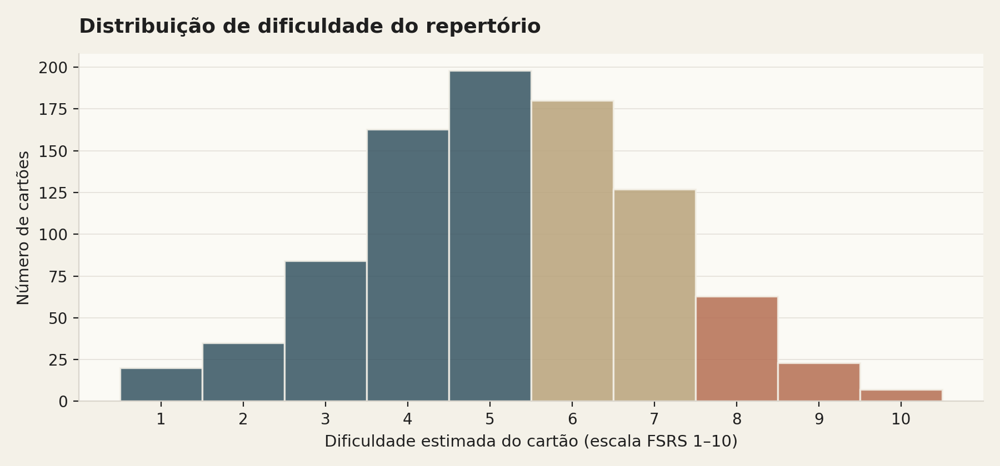 Distribuição de dificuldade do repertório
Número de cartões
200
175
150
125
100
75
50
25
0
1 2 3 4 5 6 7 8 9 10
Dificuldade estimada do cartão (escala FSRS 1–10)